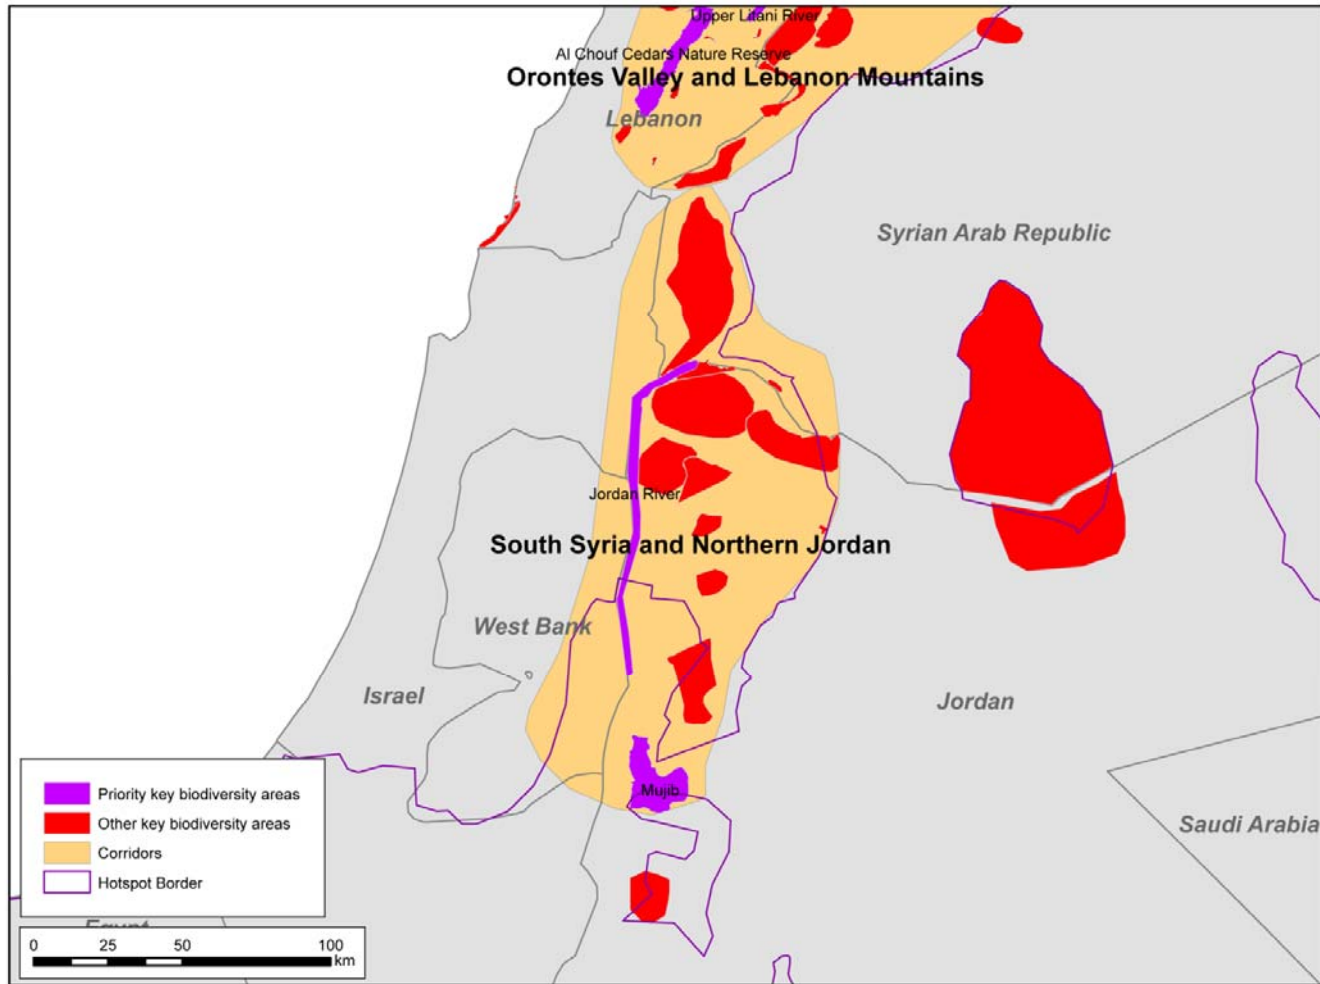 Upper Litani River
Al Chouf Cedars Nature Reserve
Orontes Valley and Lebanon Mountains
Lebanon
Syrian Arab Republic
Jordan River
South Syria and Northern Jordan
West Bank
Israel
Jordan
Mujib
Saudi Arabia
Priority key biodiversity areas
Other key biodiversity areas
Corridors
Hotspot Border
Egypt
0 25 50 100
km